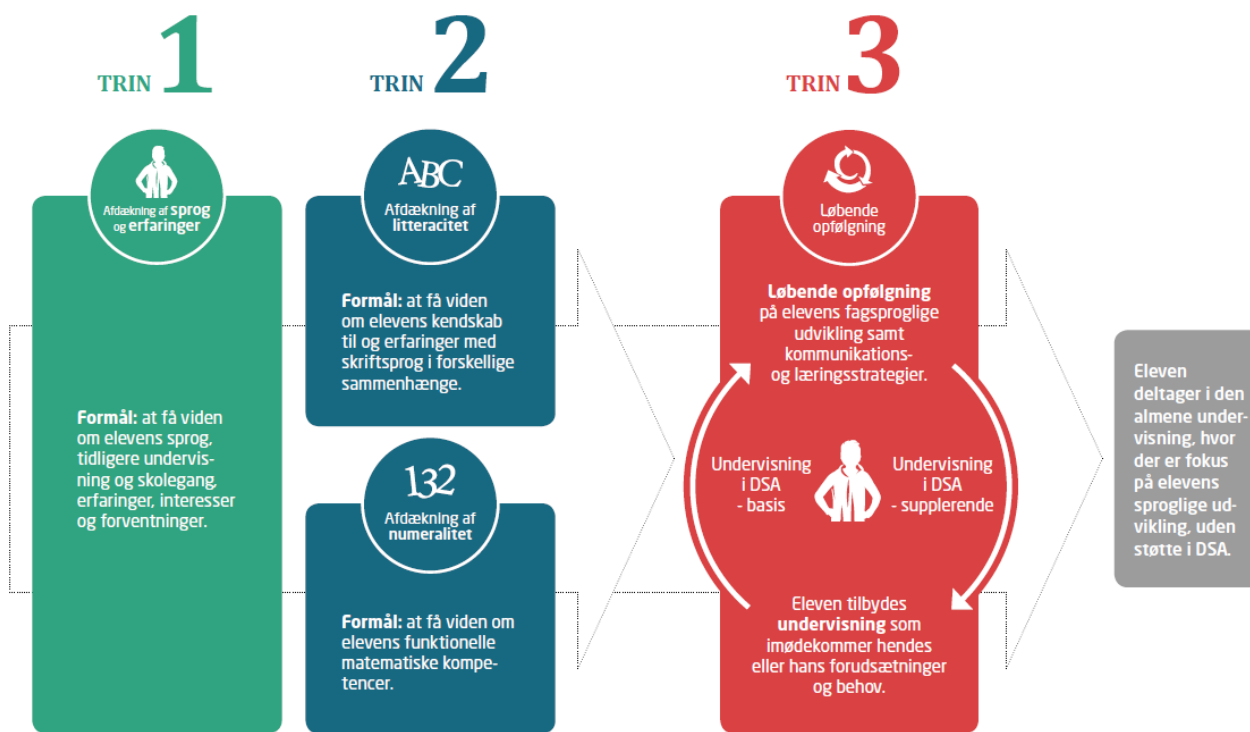 TRIN 1
Afdækning af sprog
og erfaringer
Formål: at få viden
om elevens sprog,
tidligere undervis-
ning og skolegang,
erfaringer, interesser
og forventninger.
TRIN 2
ABC
Afdækning af
litteracitet
Formål: at få viden
om elevens kendskab
til og erfaringer med
skriftsprog i forskellige
sammenhænge.
132
Afdækning af
numeralitet
Formål: at få viden om
elevens funktionelle
matematiske kompe-
tencer.
TRIN 3
Løbende
opfølgning
Løbende opfølgning
på elevens fagsproglige
udvikling samt
kommunikations-
og læringsstrategier.
Undervisning
i DSA
- basis
Undervisning
i DSA
- supplerende
Eleven tilbydes
undervisning som
imødekommer hendes
eller hans forudsætninger
og behov.
Eleven
deltager i den
almene under-
visning, hvor
der er fokus
på elevens
sproglige ud-
vikling, uden
støtte i DSA.